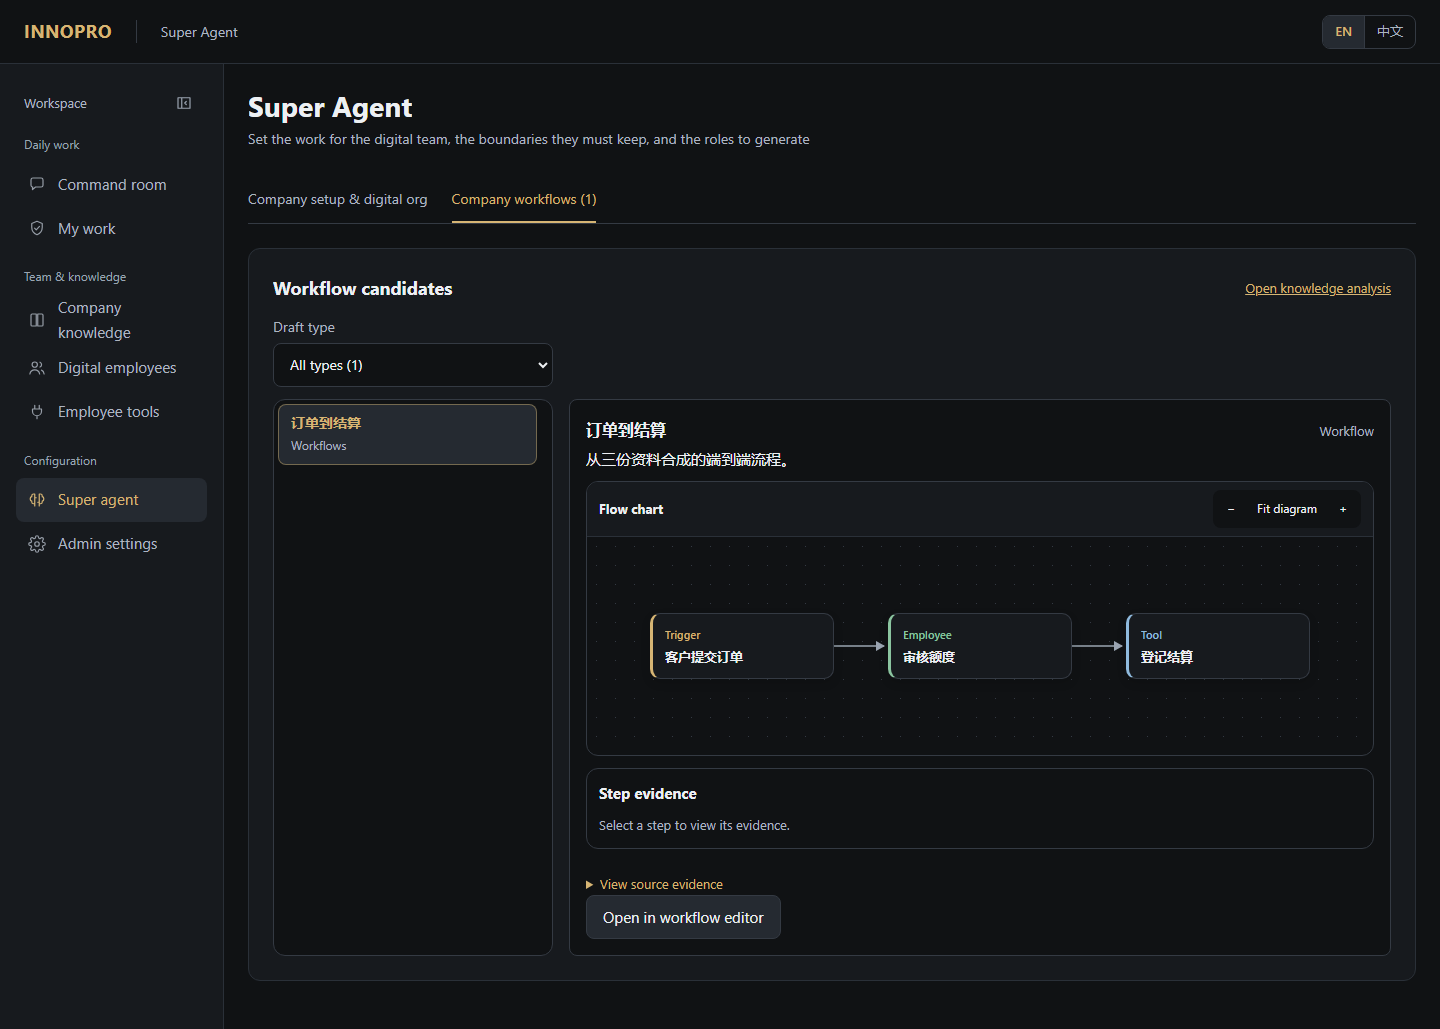 INNOPRO
Super Agent
EN
中文
Workspace
Daily work
Command room
My work
Team & knowledge
Company
knowledge
Digital employees
Employee tools
Configuration
Super agent
Admin settings
Super Agent
Set the work for the digital team, the boundaries they must keep, and the roles to generate
Company setup & digital org
Company workflows (1)
Workflow candidates
Open knowledge analysis
Draft type
All types (1)
订单到结算
Workflows
订单到结算
Workflow
从三份资料合成的端到端流程。
Flow chart
− Fit diagram +
Trigger
客户提交订单
Employee
审核额度
Tool
登记结算
Step evidence
Select a step to view its evidence.
View source evidence
Open in workflow editor